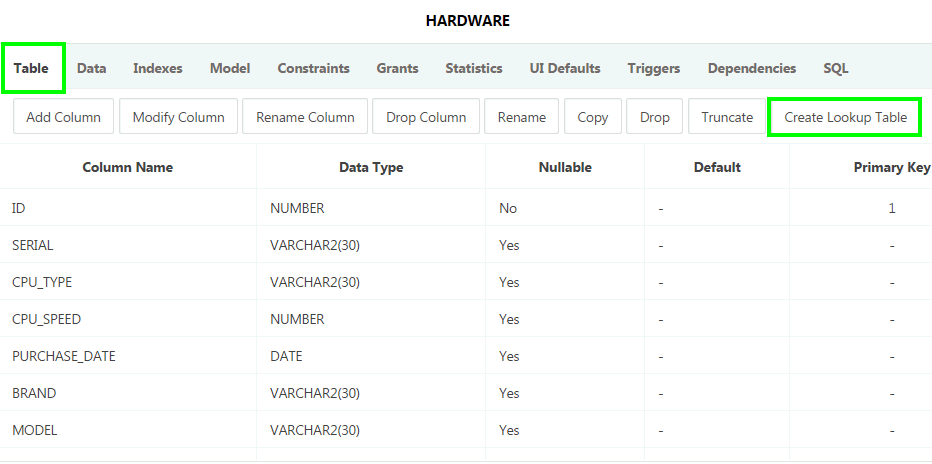 HARDWARE
Table Data Indexes Model Constraints Grants Statistics UI Defaults Triggers Dependencies SQL
Add Column Modify Column Rename Column Drop Column Rename Copy Drop Truncate Create Lookup Table
Column Name Data Type Nullable Default Primary Key
ID NUMBER No - 1
SERIAL VARCHAR2(30) Yes - -
CPU_TYPE VARCHAR2(30) Yes - -
CPU_SPEED NUMBER Yes - -
PURCHASE_DATE DATE Yes - -
BRAND VARCHAR2(30) Yes - -
MODEL VARCHAR2(30) Yes - -